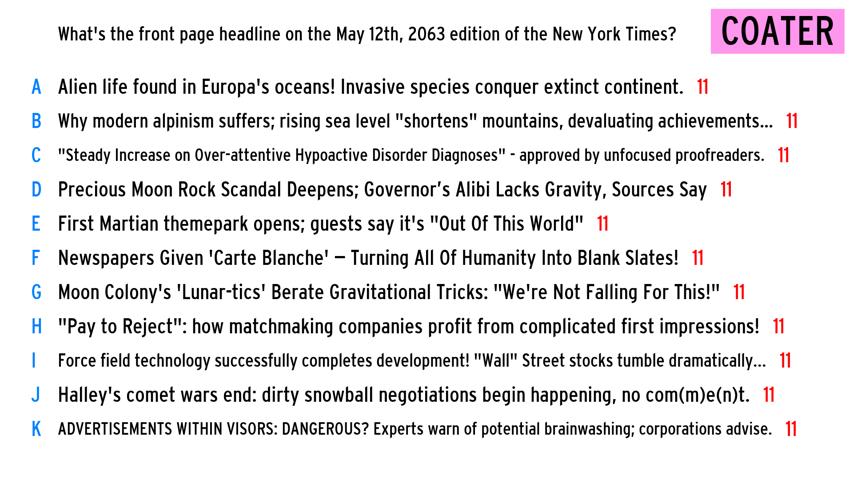 What's the front page headline on the May 12th, 2063 edition of the New York Times? COATER
A Alien life found in Europa's oceans! Invasive species conquer extinct continent. 11
B Why modern alpinism suffers; rising sea level "shortens" mountains, devaluating achievements... 11
C "Steady Increase on Over-attentive Hypoactive Disorder Diagnoses" - approved by unfocused proofreaders. 11
D Precious Moon Rock Scandal Deepens; Governor’s Alibi Lacks Gravity, Sources Say 11
E First Martian themepark opens; guests say it's "Out Of This World" 11
F Newspapers Given 'Carte Blanche' – Turning All Of Humanity Into Blank Slates! 11
G Moon Colony's 'Lunar-tics' Berate Gravitational Tricks: "We're Not Falling For This!" 11
H "Pay to Reject": how matchmaking companies profit from complicated first impressions! 11
I Force field technology successfully completes development! "Wall" Street stocks tumble dramatically... 11
J Halley's comet wars end: dirty snowball negotiations begin happening, no com(m)e(n)t. 11
K ADVERTISEMENTS WITHIN VISORS: DANGEROUS? Experts warn of potential brainwashing; corporations advise. 11